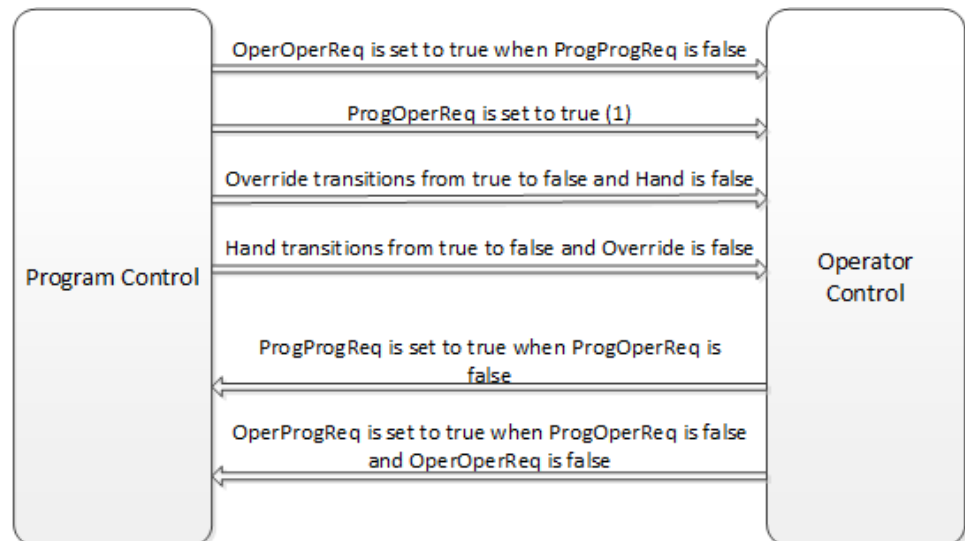 OperOperReq is set to true when ProgProgReq is false
ProgOperReq is set to true (1)
Override transitions from true to false and Hand is false
Hand transitions from true to false and Override is false
Program Control
Operator
Control
ProgProgReq is set to true when ProgOperReq is
false
OperProgReq is set to true when ProgOperReq is false
and OperOperReq is false